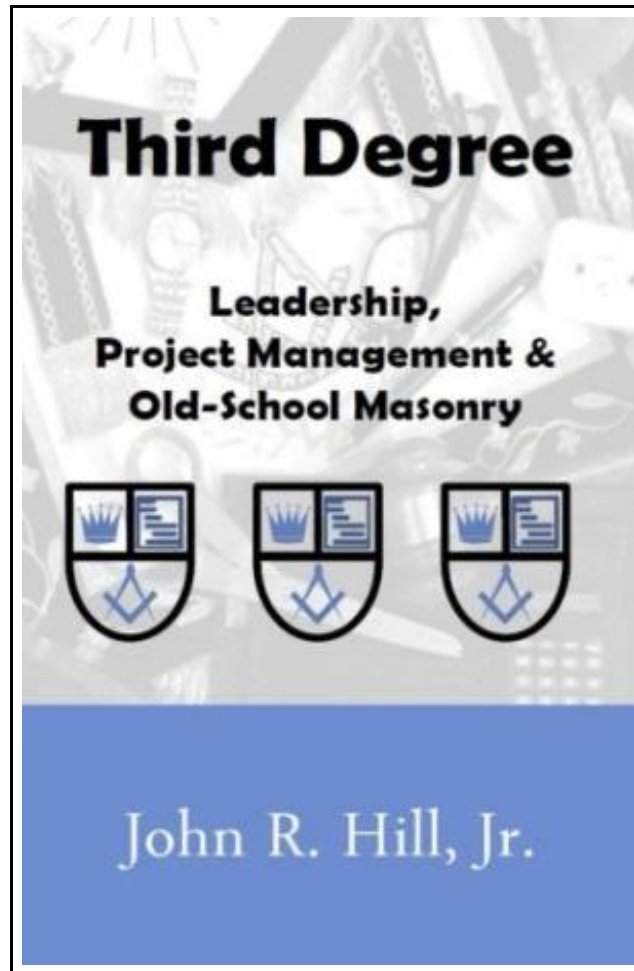 Third Degree
Leadership,
Project Management &
Old-School Masonry
John R. Hill, Jr.